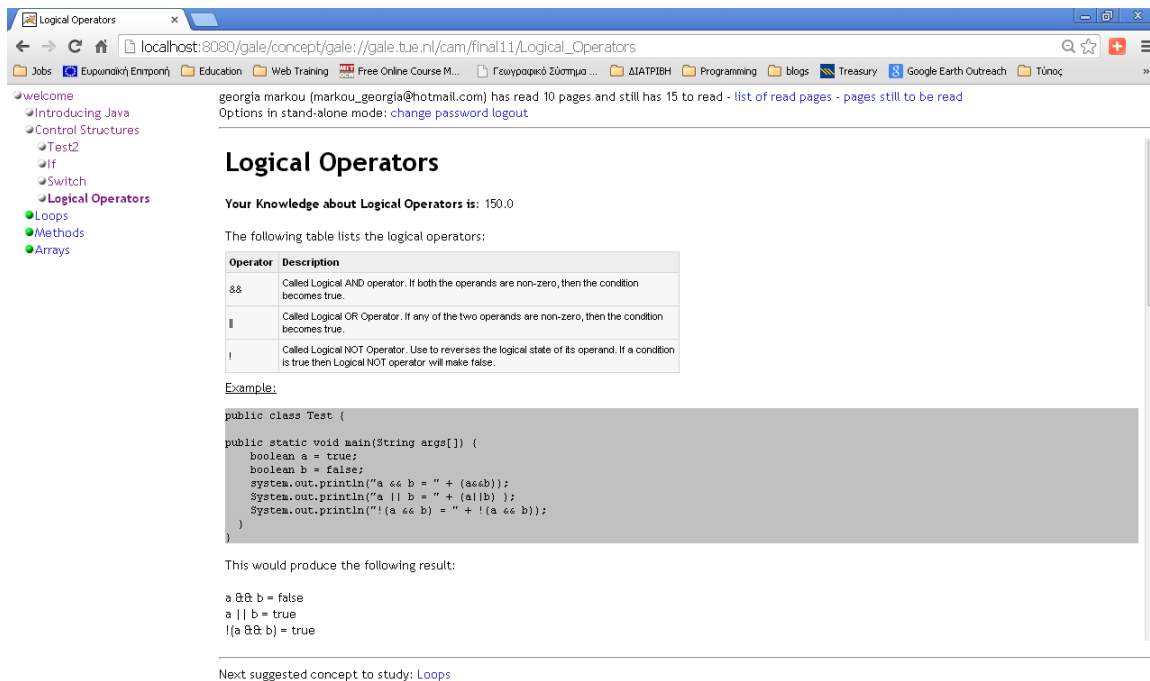 Logical Operators
localhost:8080/gale/concept/gale://gale.tue.nl/cam/final11/Logical_Operators
Jobs Ευρωπαϊκή Επιτροπή Education Web Training Free Online Course M... Γεωγραφικό Σύστημα ... ΔΙΑΤΡΙΒΗ Programming blogs Treasury Google Earth Outreach Τύπος »
welcome
Introducing Java
Control Structures
Test2
If
Switch
Logical Operators
Loops
Methods
Arrays
georgia markou (markou_georgia@hotmail.com) has read 10 pages and still has 15 to read - list of read pages - pages still to be read
Options in stand-alone mode: change password logout
Logical Operators
Your Knowledge about Logical Operators is: 150.0
The following table lists the logical operators:
Operator Description
&& Called Logical AND operator. If both the operands are non-zero, then the condition
becomes true.
|| Called Logical OR Operator. If any of the two operands are non-zero, then the condition
becomes true.
! Called Logical NOT Operator. Use to reverses the logical state of its operand. If a condition
is true then Logical NOT operator will make false.
Example:
public class Test {
public static void main(String args[]) {
boolean a = true;
boolean b = false;
system.out.println("a && b = " + (a&&b));
System.out.println("a || b = " + (a||b) );
System.out.println("!(a && b) = " + !(a && b));
}
}
This would produce the following result:
a && b = false
a || b = true
!(a && b) = true
Next suggested concept to study: Loops